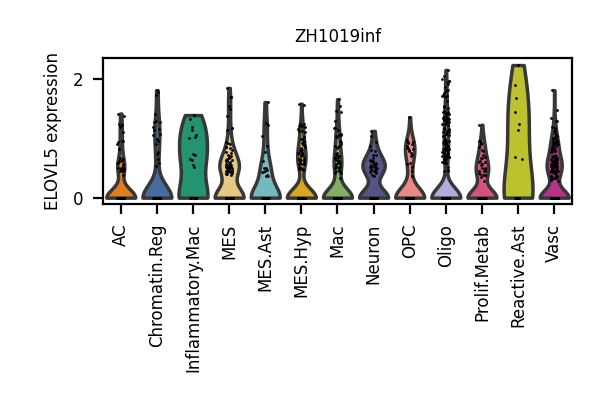 ZH1019inf
ELOVL5 expression
2
0
AC
Chromatin.Reg
Inflammatory.Mac
MES
MES.Ast
MES.Hyp
Mac
Neuron
OPC
Oligo
Prolif.Metab
Reactive.Ast
Vasc